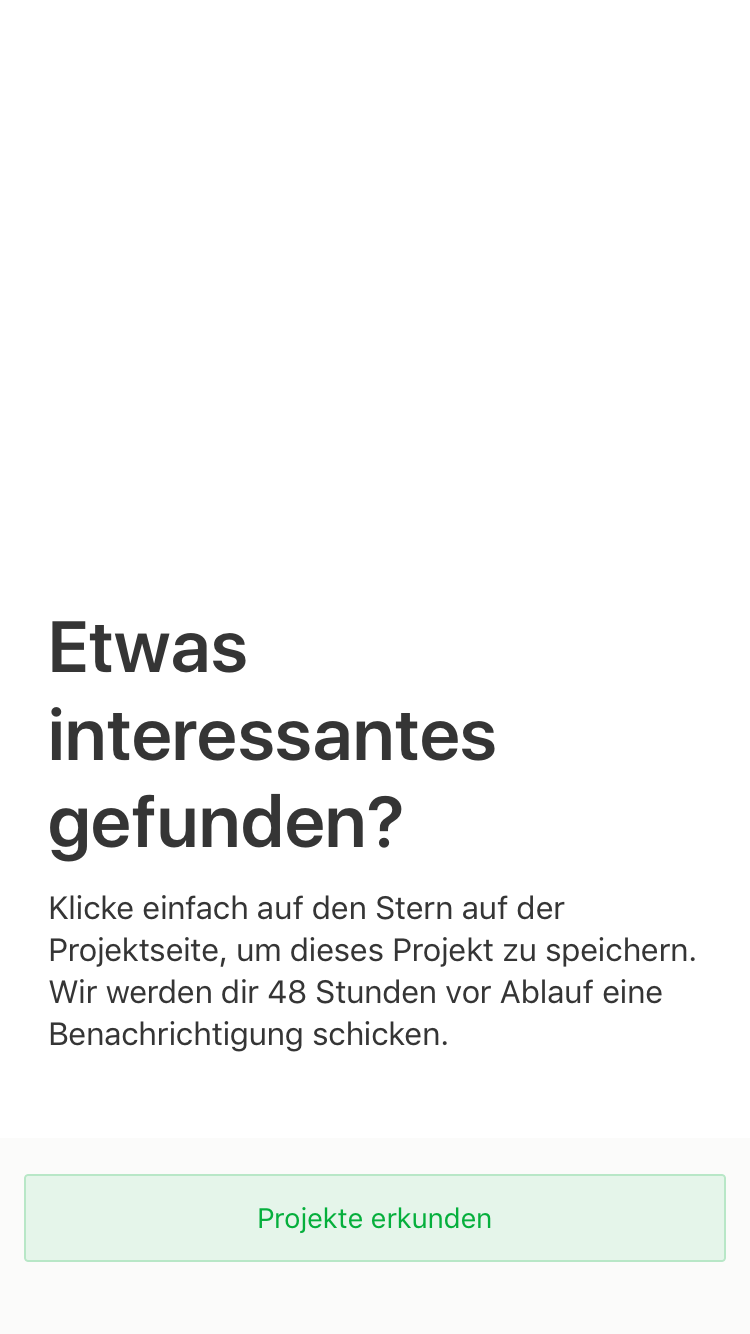 Etwas
interessantes
gefunden?
Klicke einfach auf den Stern auf der
Projektseite, um dieses Projekt zu speichern.
Wir werden dir 48 Stunden vor Ablauf eine
Benachrichtigung schicken.
Projekte erkunden